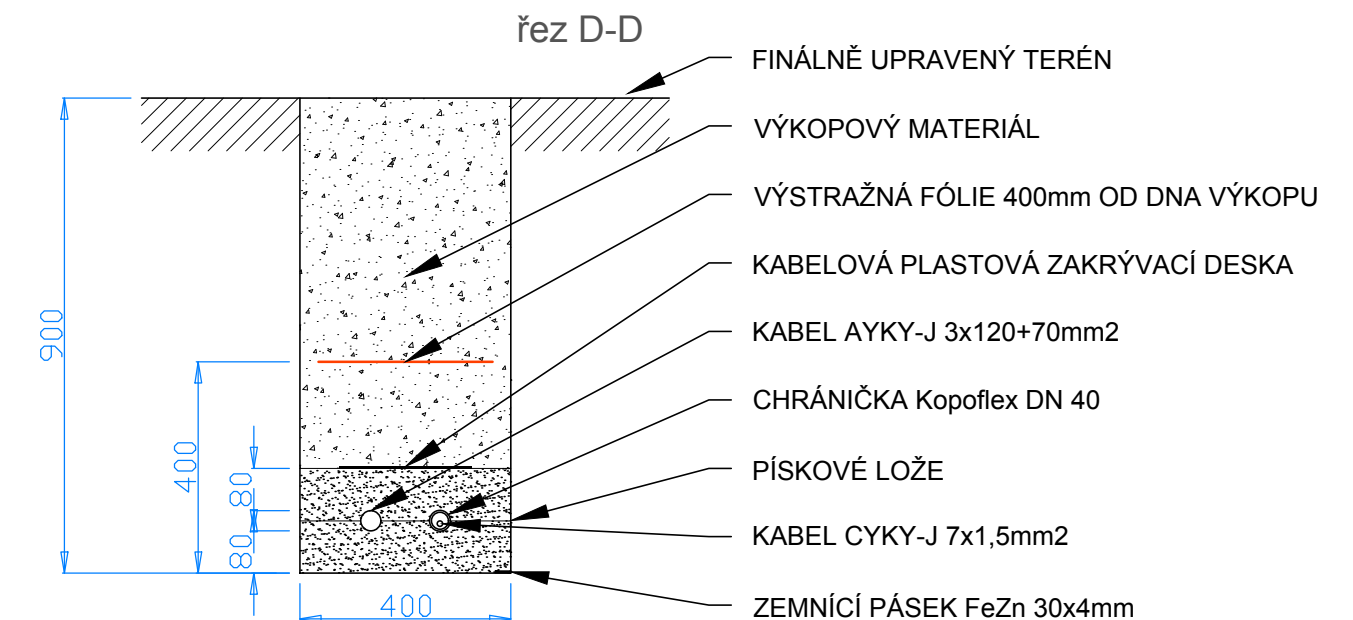 řez D-D
FINÁLNĚ UPRAVENÝ TERÉN
VÝKOPOVÝ MATERIÁL
VÝSTRAŽNÁ FÓLIE 400mm OD DNA VÝKOPU
KABELOVÁ PLASTOVÁ ZAKRÝVACÍ DESKA
KABEL AYKY-J 3x120+70mm2
CHRÁNIČKA Kopoflex DN 40
PÍSKOVÉ LOŽE
KABEL CYKY-J 7x1,5mm2
ZEMNÍCÍ PÁSEK FeZn 30x4mm
900
400
80
80
400